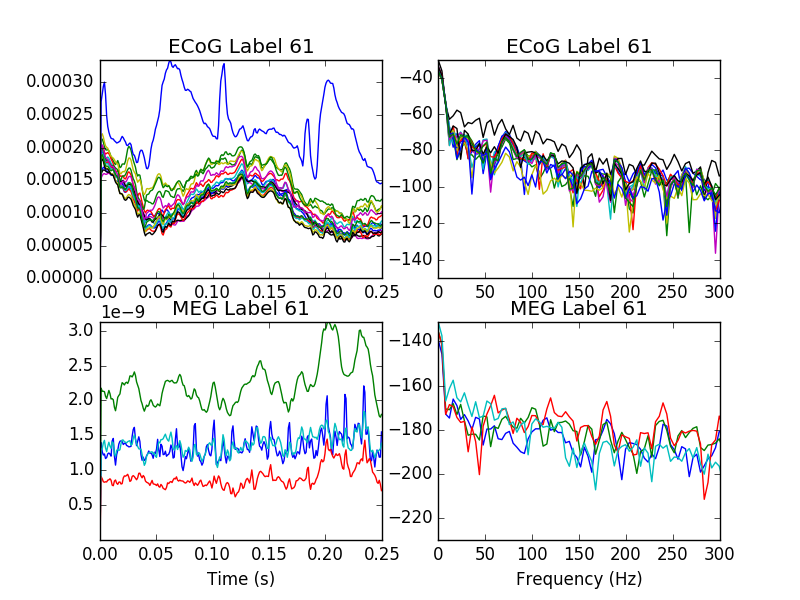 ECoG Label 61
ECoG Label 61
0.00030
0.00025
0.00020
0.00015
0.00010
0.00005
0.00000
0.00 0.05 0.10 0.15 0.20 0.25
−40
−60
−80
−100
−120
−140
0 50 100 150 200 250 300
MEG Label 61
MEG Label 61
1e−9
3.0
2.5
2.0
1.5
1.0
0.5
0.00 0.05 0.10 0.15 0.20 0.25
Time (s)
−140
−160
−180
−200
−220
0 50 100 150 200 250 300
Frequency (Hz)